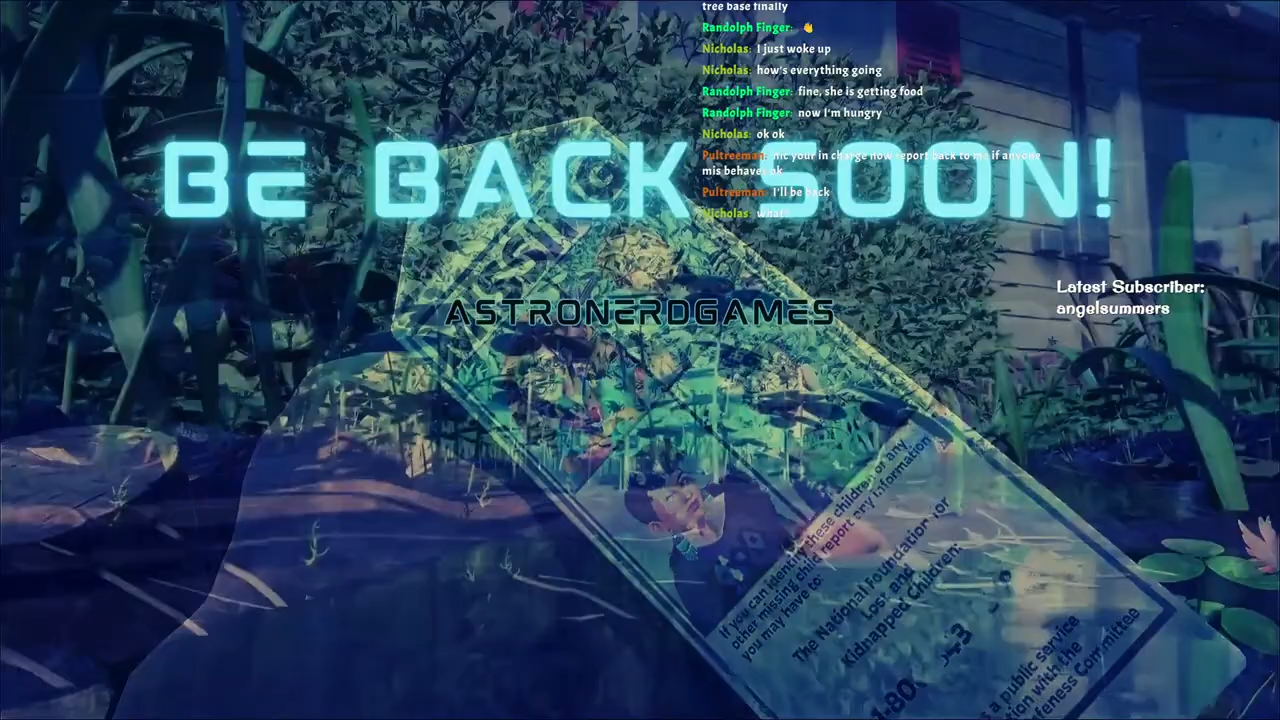 tree base finally
Randolph Finger: 👋
Nicholas: I just woke up
Nicholas: how's everything going
Randolph Finger: fine, she is getting food
Randolph Finger: now I'm hungry
Nicholas: ok ok
Pultreeman: nic your in charge now report back to me if anyone
mis behaves ok
Pultreeman: I'll be back
Nicholas: what
BE BACK SOON!
ASTRONERDGAMES
Latest Subscriber:
angelsummers
If you can identify these children or any
other missing child report any information
you may have to:
The National Foundation for
Lost and
Kidnapped Children:
1-80
s a public service
tion with the
Committee